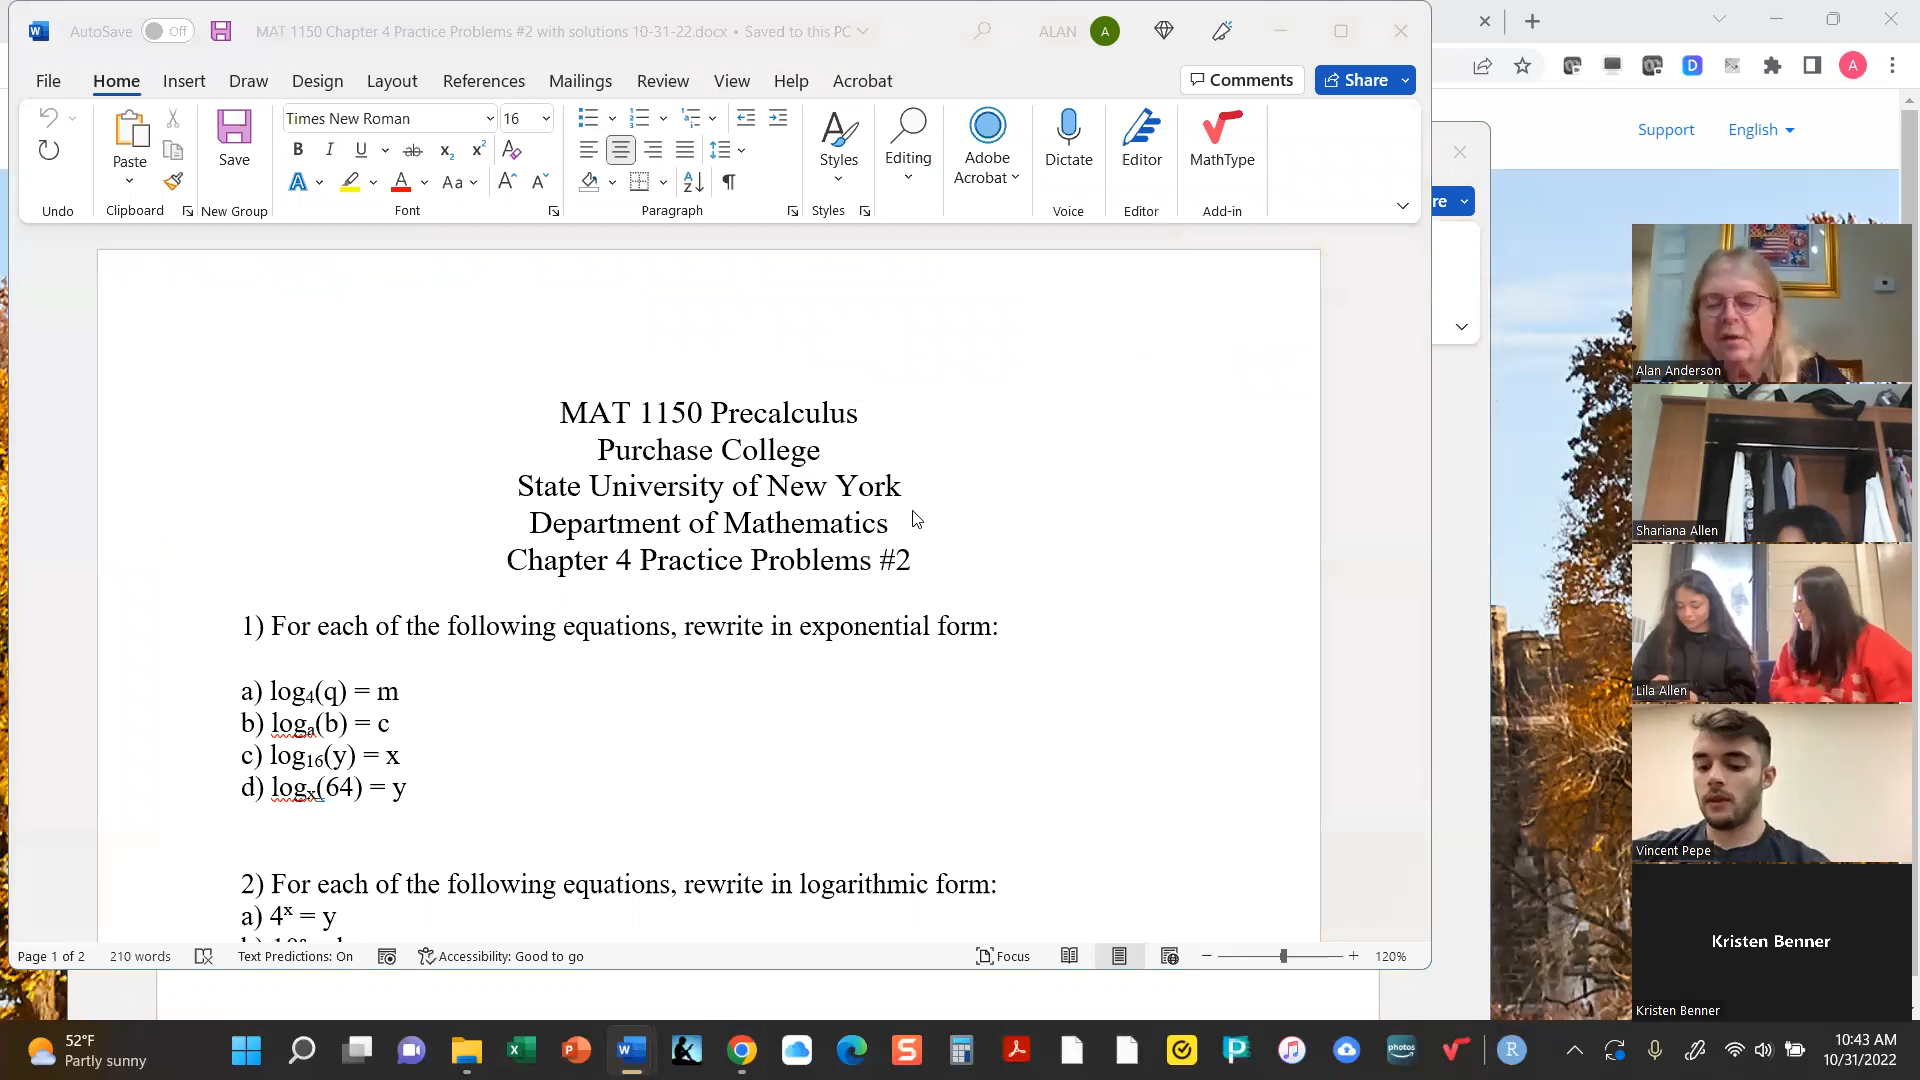 AutoSave Off MAT 1150 Chapter 4 Practice Problems #2 with solutions 10-31-22.docx • Saved to this PC ALAN A
File Home Insert Draw Design Layout References Mailings Review View Help Acrobat Comments Share
Times New Roman 16
Paste Save Styles Editing Adobe Acrobat Dictate Editor MathType
Undo Clipboard New Group Font Paragraph Styles Voice Editor Add-in
Support English
re
MAT 1150 Precalculus
Purchase College
State University of New York
Department of Mathematics
Chapter 4 Practice Problems #2
1) For each of the following equations, rewrite in exponential form:
a) log₄(q) = m
b) logₐ(b) = c
c) log₁₆(y) = x
d) logₓ(64) = y
2) For each of the following equations, rewrite in logarithmic form:
a) 4ˣ = y
Page 1 of 2 210 words Text Predictions: On Accessibility: Good to go Focus 120%
Alan Anderson
Shariana Allen
Lila Allen
Vincent Pepe
Kristen Benner
Kristen Benner
52°F
Partly sunny
10:43 AM
10/31/2022